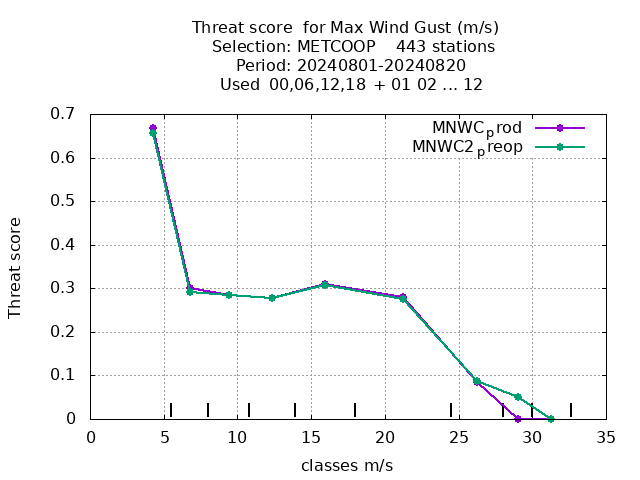 Threat score  for Max Wind Gust (m/s)
Selection: METCOOP    443 stations
Period: 20240801-20240820
Used  00,06,12,18  + 01 02 ... 12
MNWCprod
MNWC2preop
0.7
0.6
0.5
0.4
0.3
0.2
0.1
0
Threat score
0 5 10 15 20 25 30 35
classes m/s